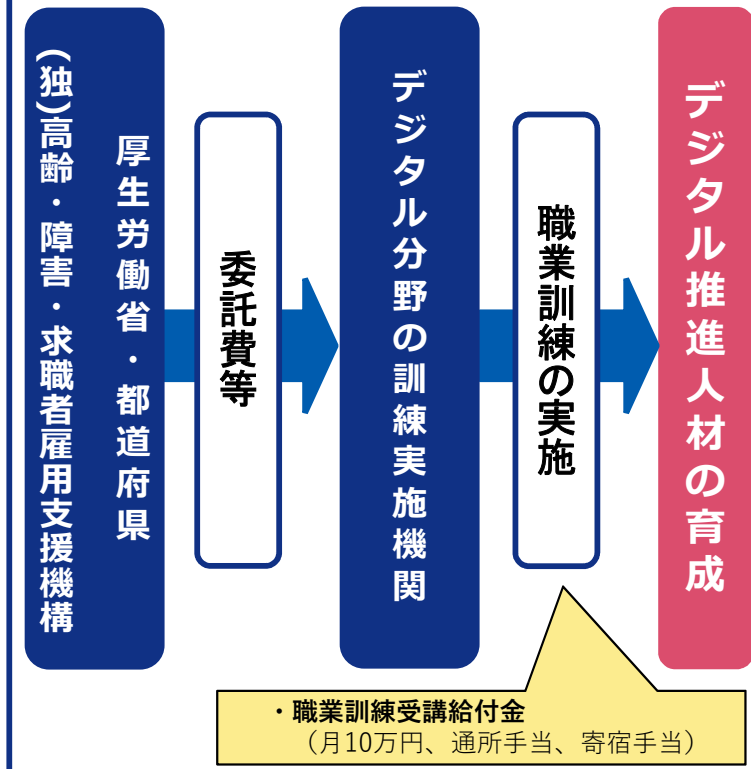 厚生労働省・都道府県
(独)高齢・障害・求職者雇用支援機構
委託費等
デジタル分野の訓練実施機関
職業訓練の実施
デジタル推進人材の育成
・職業訓練受講給付金
（月10万円、通所手当、寄宿手当）